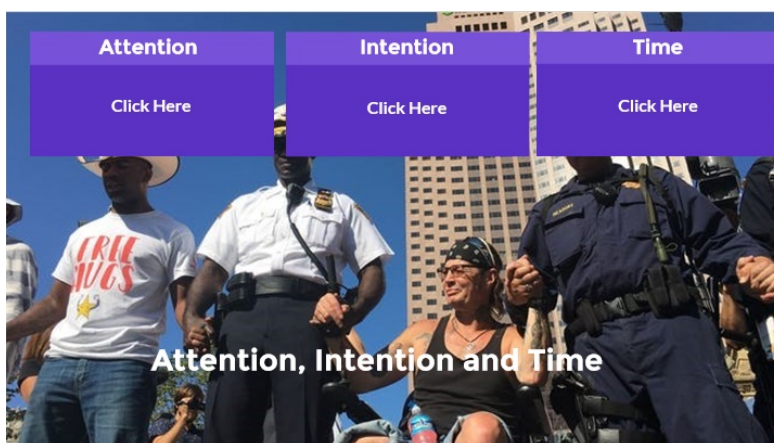 Attention
Intention
Time
Click Here
Click Here
Click Here
FREE
HUGS
Attention, Intention and Time